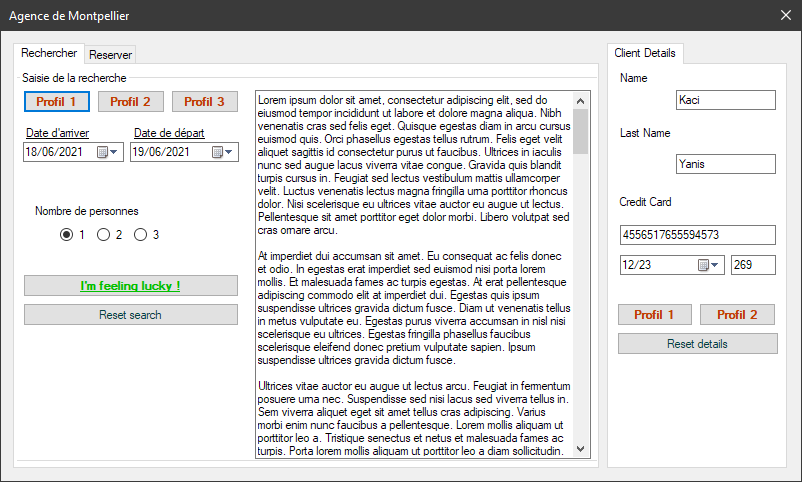 Agence de Montpellier
Rechercher
Reserver
Saisie de la recherche
Profil 1
Profil 2
Profil 3
Date d'arriver
Date de départ
18/06/2021
19/06/2021
Nombre de personnes
1
2
3
I'm feeling lucky !
Reset search
Lorem ipsum dolor sit amet, consectetur adipiscing elit, sed do
eiusmod tempor incididunt ut labore et dolore magna aliqua. Nibh
venenatis cras sed felis eget. Quisque egestas diam in arcu cursus
euismod quis. Orci phasellus egestas tellus rutrum. Felis eget velit
aliquet sagittis id consectetur purus ut faucibus. Ultrices in iaculis
nunc sed augue lacus viverra vitae congue. Gravida quis blandit
turpis cursus in. Feugiat sed lectus vestibulum mattis ullamcorper
velit. Luctus venenatis lectus magna fringilla urna porttitor rhoncus
dolor. Nisi scelerisque eu ultrices vitae auctor eu augue ut lectus.
Pellentesque sit amet porttitor eget dolor morbi. Libero volutpat sed
cras ornare arcu.
At imperdiet dui accumsan sit amet. Eu consequat ac felis donec
et odio. In egestas erat imperdiet sed euismod nisi porta lorem
mollis. Et malesuada fames ac turpis egestas. At erat pellentesque
adipiscing commodo elit at imperdiet dui. Egestas quis ipsum
suspendisse ultrices gravida dictum fusce. Diam ut venenatis tellus
in metus vulputate eu. Egestas purus viverra accumsan in nisl nisi
scelerisque eu ultrices. Egestas fringilla phasellus faucibus
scelerisque eleifend donec pretium vulputate sapien. Ipsum
suspendisse ultrices gravida dictum fusce.
Ultrices vitae auctor eu augue ut lectus arcu. Feugiat in fermentum
posuere urna nec. Suspendisse sed nisi lacus sed viverra tellus in.
Sem viverra aliquet eget sit amet tellus cras adipiscing. Varius
morbi enim nunc faucibus a pellentesque. Lorem mollis aliquam ut
porttitor leo a. Tristique senectus et netus et malesuada fames ac
turpis. Porta lorem mollis aliquam ut porttitor leo a diam sollicitudin.
Client Details
Name
Kaci
Last Name
Yanis
Credit Card
4556517655594573
12/23
269
Profil 1
Profil 2
Reset details